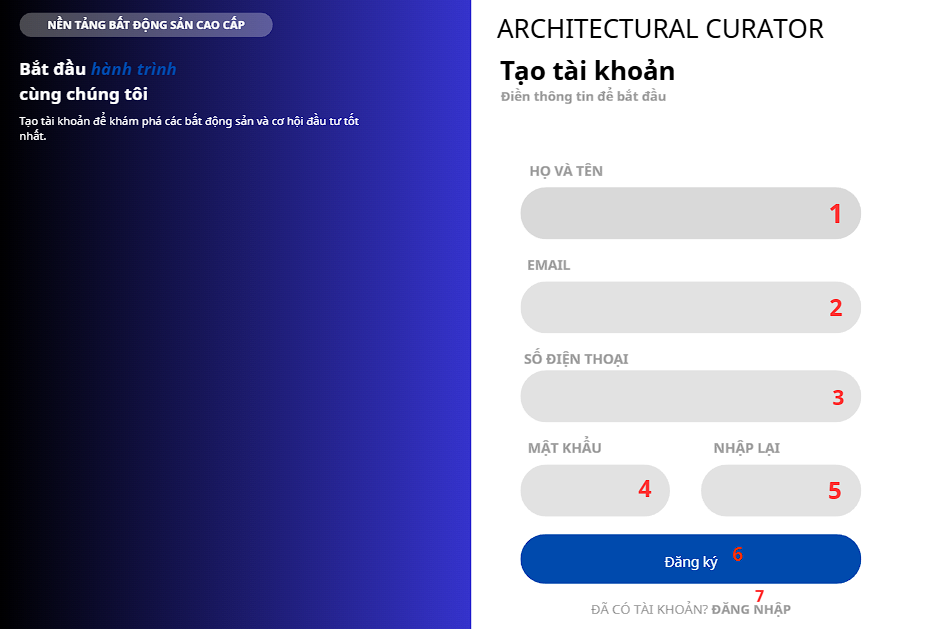 NỀN TẢNG BẤT ĐỘNG SẢN CAO CẤP
Bắt đầu hành trình
cùng chúng tôi
Tạo tài khoản để khám phá các bất động sản và cơ hội đầu tư tốt
nhất.
ARCHITECTURAL CURATOR
Tạo tài khoản
Điền thông tin để bắt đầu
HỌ VÀ TÊN
1
EMAIL
2
SỐ ĐIỆN THOẠI
3
MẬT KHẨU NHẬP LẠI
4 5
Đăng ký 6
7
ĐÃ CÓ TÀI KHOẢN? ĐĂNG NHẬP